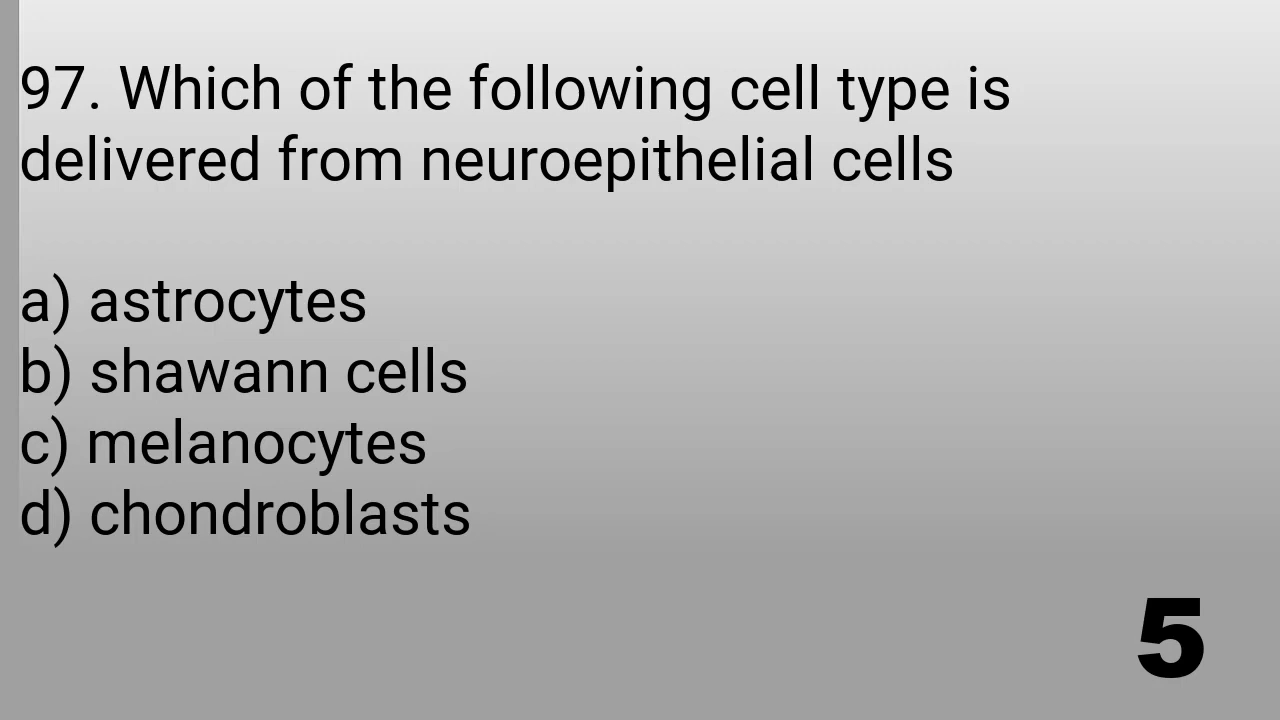 97. Which of the following cell type is
delivered from neuroepithelial cells
a) astrocytes
b) shawann cells
c) melanocytes
d) chondroblasts
5